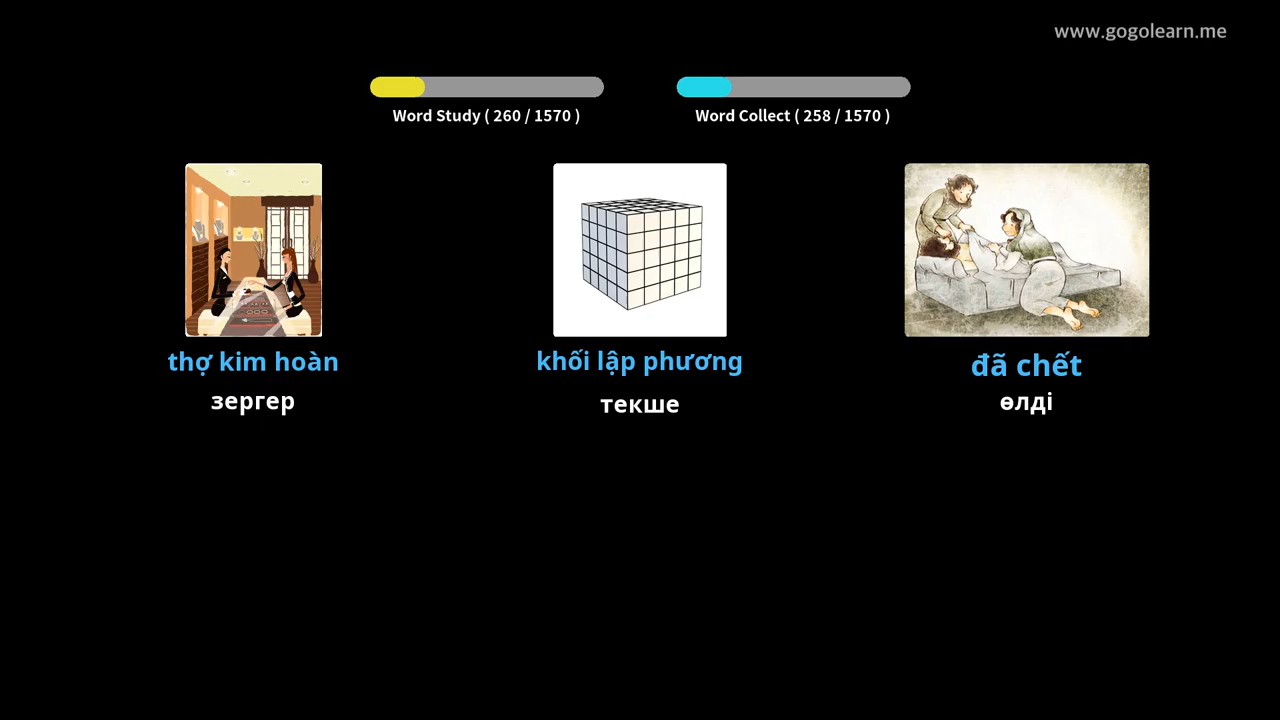 www.gogolearn.me
Word Study ( 260 / 1570 )
Word Collect ( 258 / 1570 )
thợ kim hoàn
khối lập phương
đã chết
зергер
текше
өлді